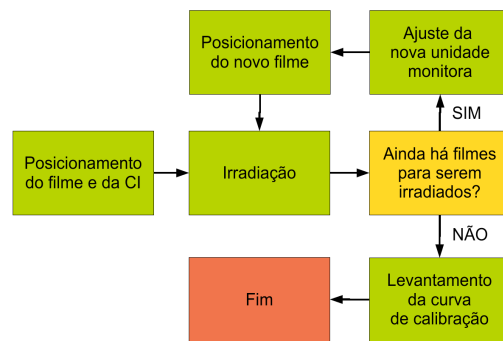 Posicionamento
do novo filme
Ajuste da
nova unidade
monitora
SIM
Posicionamento
do filme e da CI
Irradiação
Ainda há filmes
para serem
irradiados?
NÃO
Fim
Levantamento
da curva
de calibração